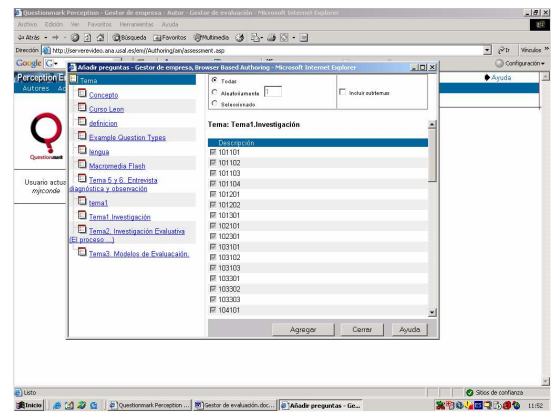 Questionmark Perception - Gestor de empresa - Autor - Gestor de evaluación - Microsoft Internet Explorer
Archivo Edición Ver Favoritos Herramientas Ayuda
Atrás Búsqueda Favoritos Multimedia
Dirección http://serververideo.ana.usal.es/em//Authoring/am/assessment.asp Ir Vínculos »
Google Configuración
Añadir preguntas - Gestor de empresa, Browser Based Authoring - Microsoft Internet Explorer
Perception E
Ayuda
Autores
Questionmark
Usuario actua
mjrconde
Tema
Concepto
Curso Leon
definicion
Example Question Types
lengua
Macromedia Flash
Tema 5 y 6. Entrevista
diagnóstica y observación
tema1
Tema1.Investigación
Tema2. Investigación Evaluativa
(El proceso ...)
Tema3. Modelos de Evaluacaión.
Todas
Aleatoriamente 1 Incluir subtemas
Seleccionado
Tema: Tema1.Investigación
Descripción
101101
101102
101103
101104
101201
101202
101301
102101
102301
103101
103102
103103
103301
103302
103303
104101
Agregar Cerrar Ayuda
Listo Sitios de confianza
Inicio Questionmark Perception ... Gestor de evaluación.doc... Añadir preguntas - Ge... 11:52